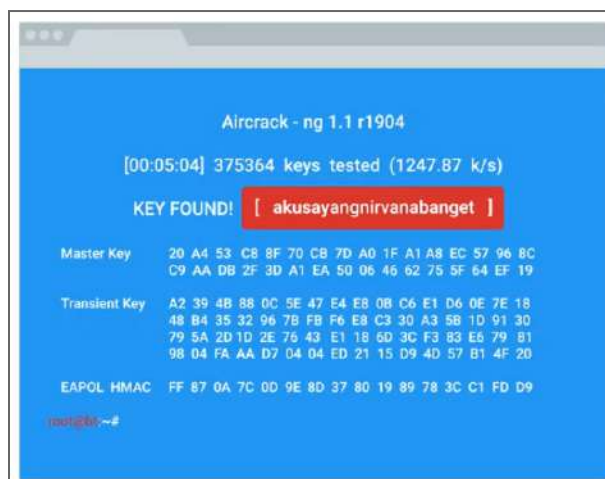 Aircrack - ng 1.1 r1904
[00:05:04] 375364 keys tested (1247.87 k/s)
KEY FOUND! [ akusayangnirvanabanget ]
Master Key 20 A4 53 C8 8F 70 CB 7D A0 1F A1 A8 EC 57 96 8C
C9 AA DB 2F 3D A1 EA 50 06 46 62 75 5F 64 EF 19
Transient Key A2 39 4B 88 0C 5E 47 E4 E8 0B C6 E1 D6 0E 7E 18
48 B4 35 32 96 7B FB F6 E8 C3 30 A3 5B 1D 91 30
79 5A 2D 1D 2E 76 43 E1 18 6D 3C F3 83 E6 79 81
98 04 FA AA D7 04 04 ED 21 15 D9 4D 57 B1 4F 20
EAPOL HMAC FF 87 0A 7C 0D 9E 8D 37 80 19 89 78 3C C1 FD D9
root@bt:~#